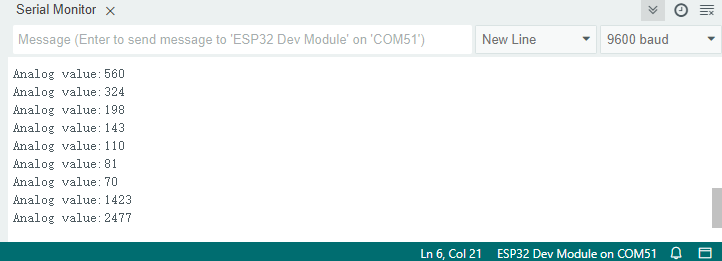 Serial Monitor
Message (Enter to send message to 'ESP32 Dev Module' on 'COM51')
New Line
9600 baud
Analog value:560
Analog value:324
Analog value:198
Analog value:143
Analog value:110
Analog value:81
Analog value:70
Analog value:1423
Analog value:2477
Ln 6, Col 21 ESP32 Dev Module on COM51